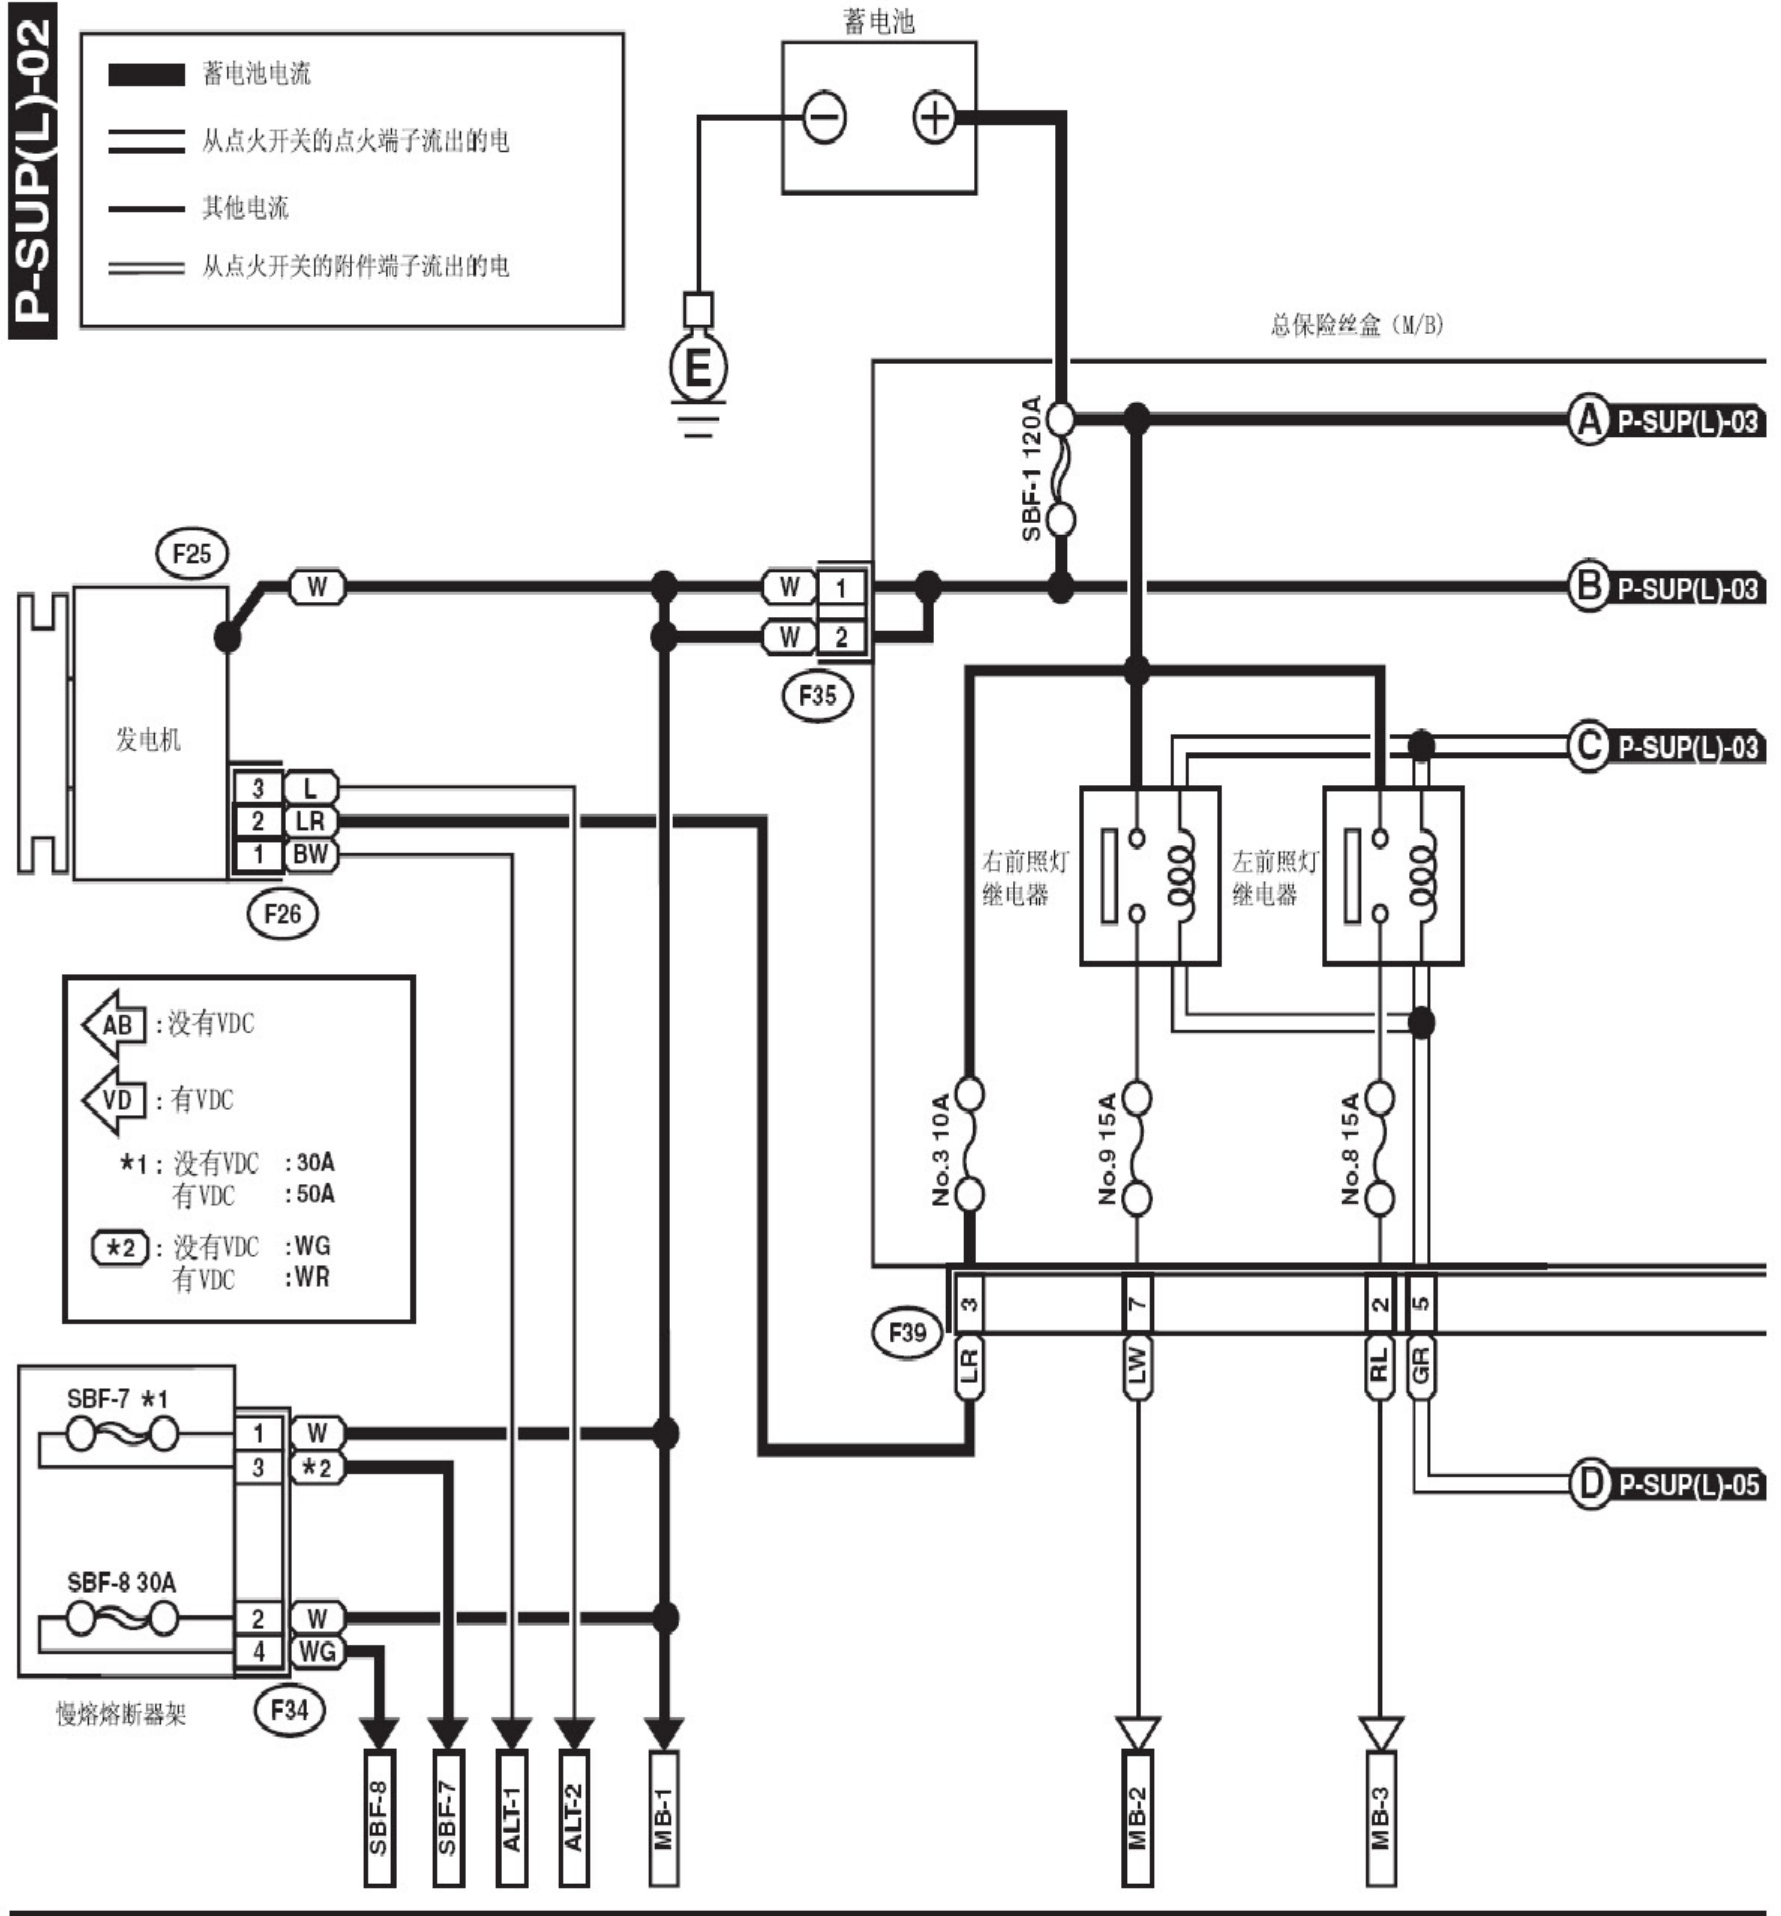 P-SUP(L)-02
蓄电池电流
从点火开关的点火端子流出的电
其他电流
从点火开关的附件端子流出的电
蓄电池
−
+
E
总保险丝盒（M/B)
SBF-1 120A
A P-SUP(L)-03
B P-SUP(L)-03
C P-SUP(L)-03
F25
W
W 1
W 2
F35
发电机
3 L
2 LR
1 BW
F26
右前照灯
继电器
左前照灯
继电器
AB :没有VDC
VD : 有VDC
*1: 没有VDC :30A
有VDC :50A
*2 : 没有VDC :WG
有VDC :WR
No.3 10A
No.9 15A
No.8 15A
F39
3
7
2
5
LR
LW
RL
GR
D P-SUP(L)-05
SBF-7 *1
1 W
3 *2
SBF-8 30A
2 W
4 WG
慢熔熔断器架
F34
SBF-8
SBF-7
ALT-1
ALT-2
MB-1
MB-2
MB-3